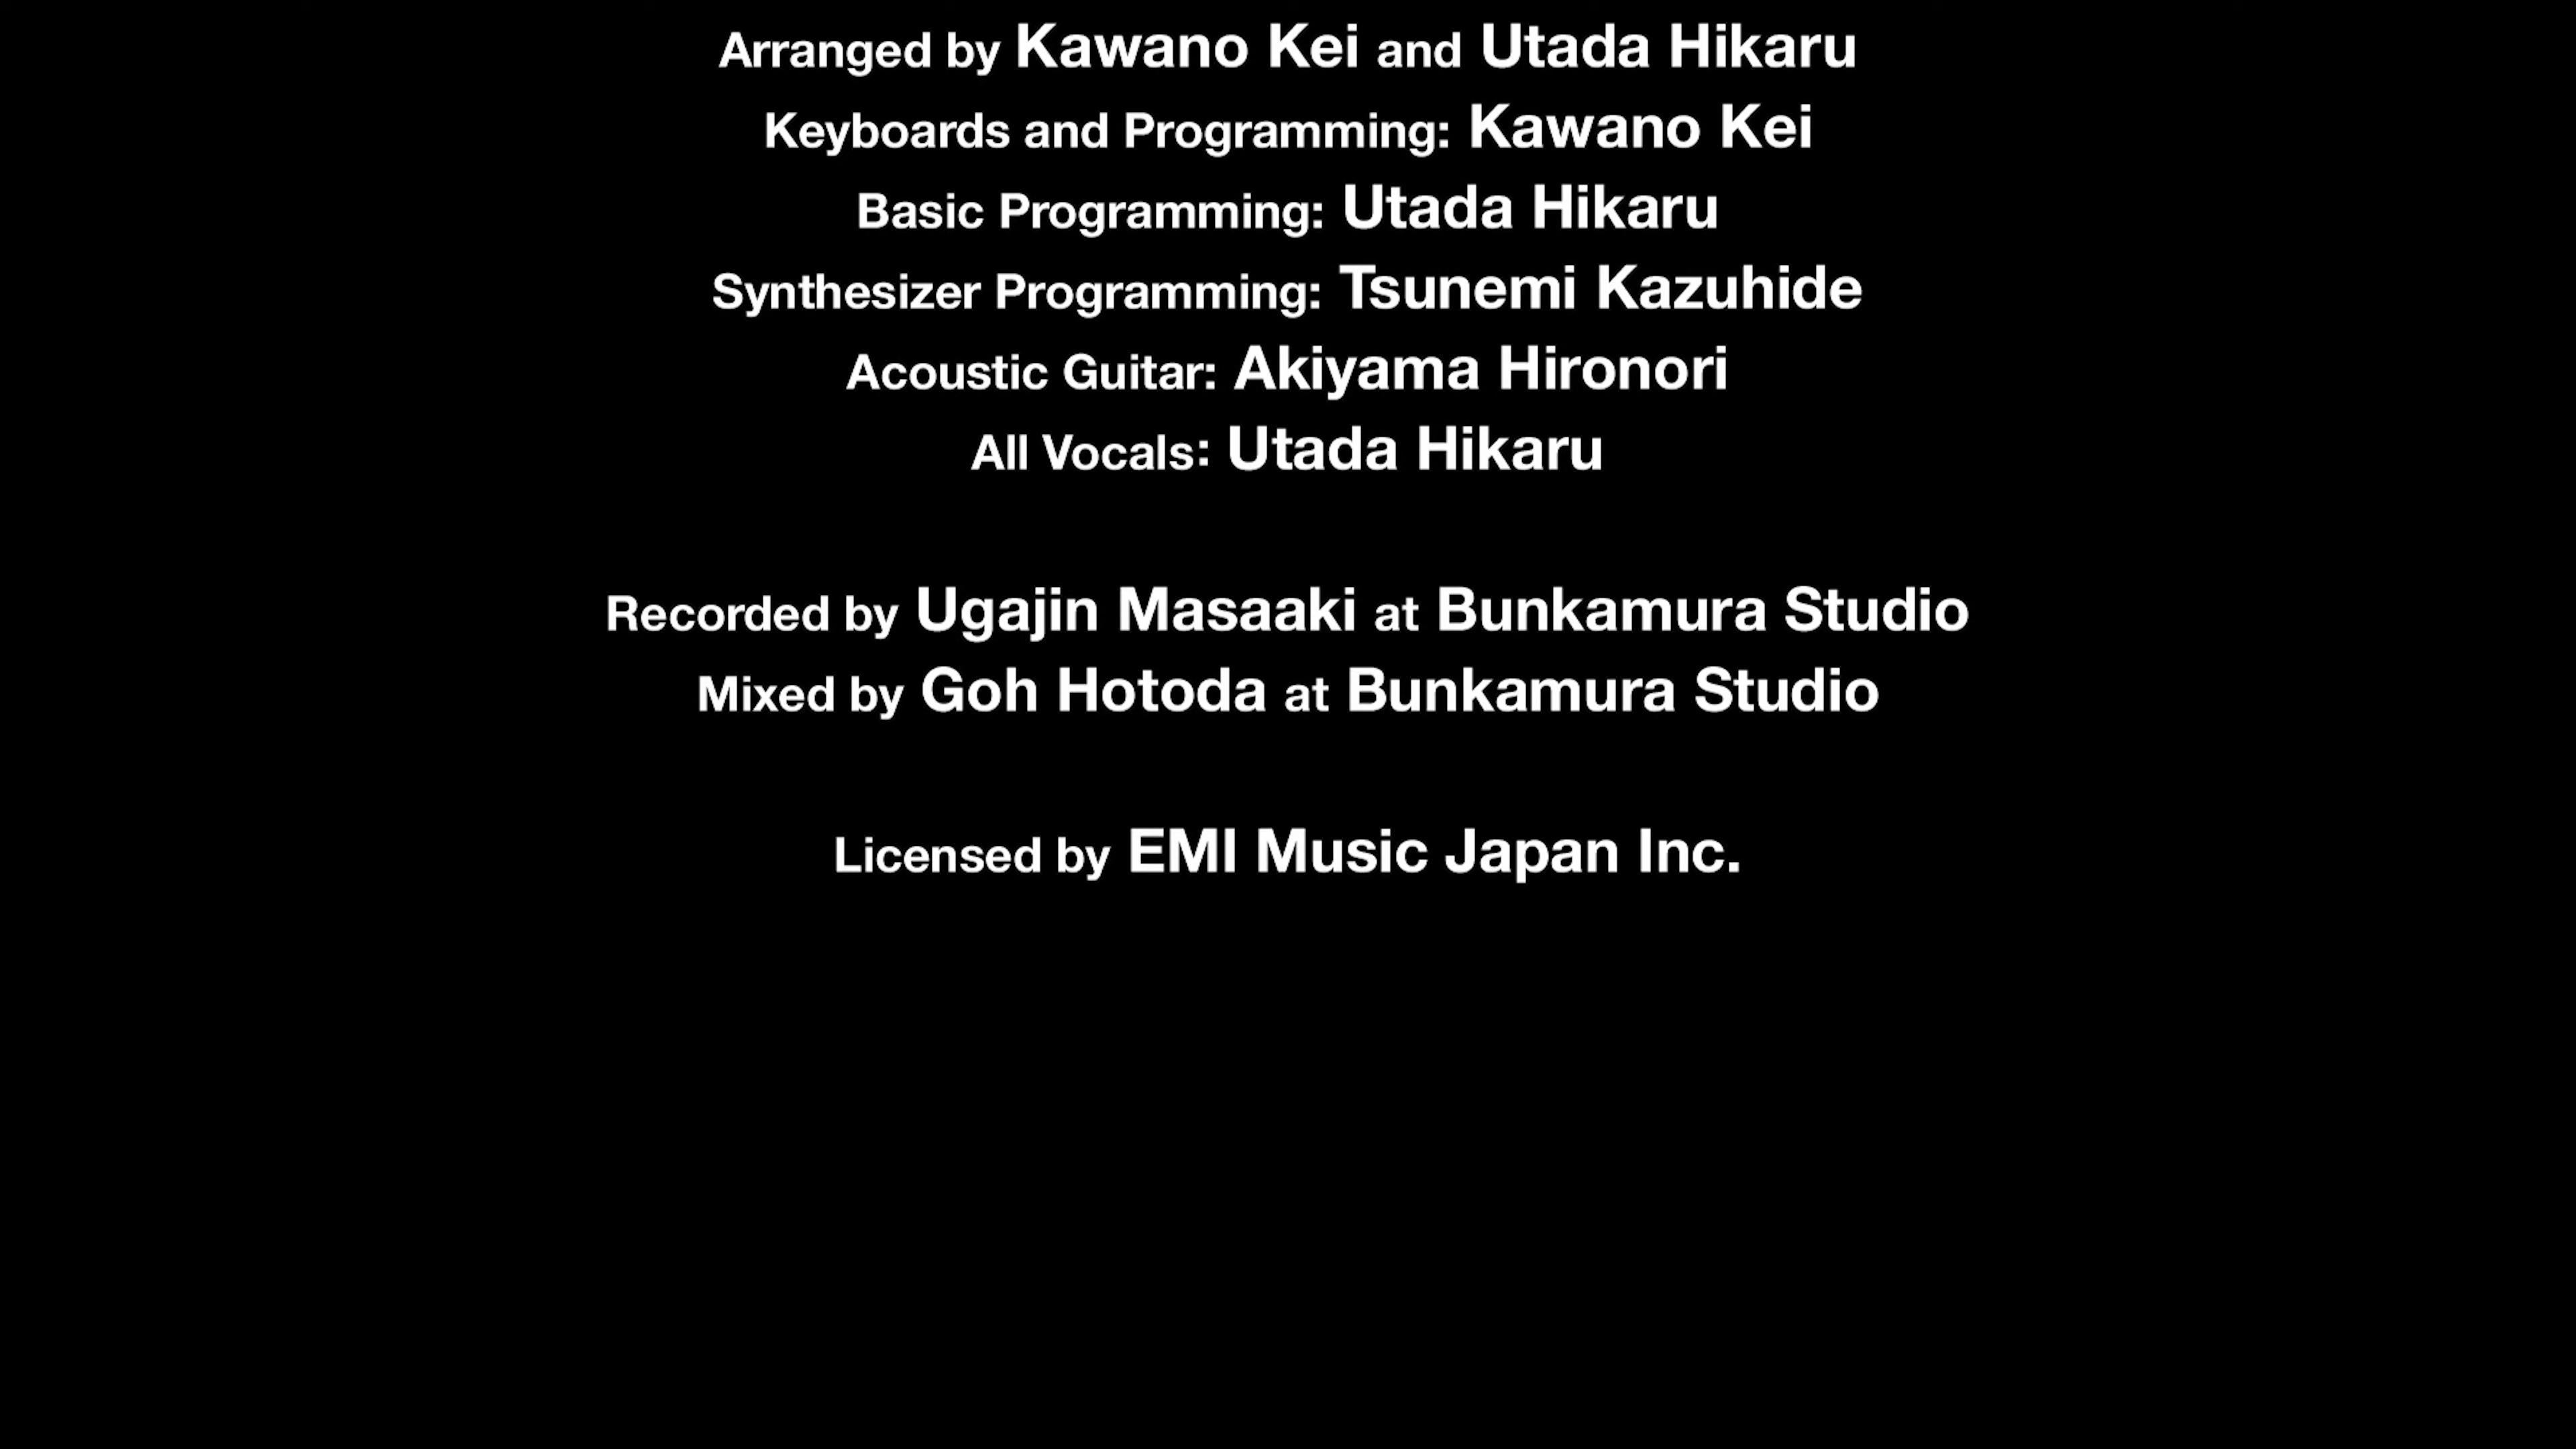 Arranged by Kawano Kei and Utada Hikaru
Keyboards and Programming: Kawano Kei
Basic Programming: Utada Hikaru
Synthesizer Programming: Tsunemi Kazuhide
Acoustic Guitar: Akiyama Hironori
All Vocals: Utada Hikaru
Recorded by Ugajin Masaaki at Bunkamura Studio
Mixed by Goh Hotoda at Bunkamura Studio
Licensed by EMI Music Japan Inc.